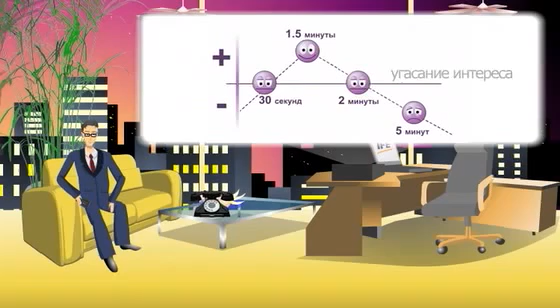 1.5 минуты
+
угасание интереса
-
30 секунд
2 минуты
5 минут